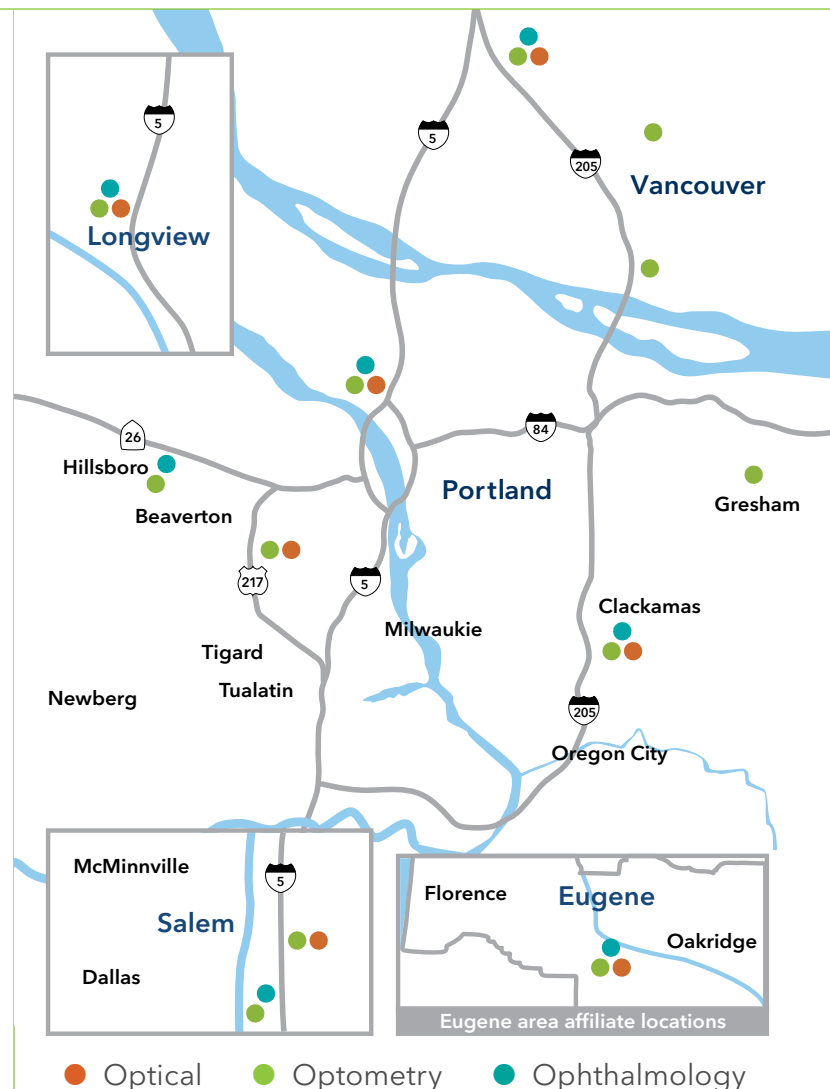 5
5
205
Vancouver
Longview
26
84
Hillsboro
Portland
Gresham
Beaverton
217
5
Clackamas
Milwaukie
Tigard
Tualatin
Newberg
205
Oregon City
McMinnville
5
Salem
Dallas
Florence
Eugene
Oakridge
Eugene area affiliate locations
Optical
Optometry
Ophthalmology